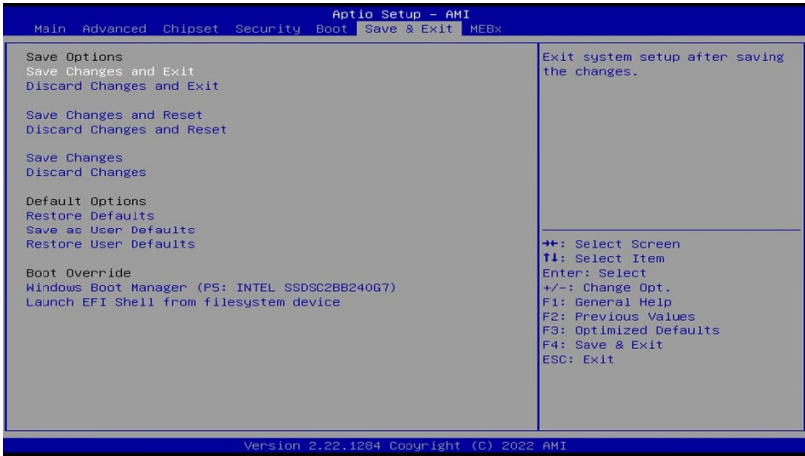 Aptio Setup - AMI
Main Advanced Chipset Security Boot Save & Exit MEBx
Save Options
Save Changes and Exit
Discard Changes and Exit
Save Changes and Reset
Discard Changes and Reset
Save Changes
Discard Changes
Default Options
Restore Defaults
Save as User Defaults
Restore User Defaults
Boot Override
Windows Boot Manager (P5: INTEL SSDSC2BB240G7)
Launch EFI Shell from filesystem device
Exit system setup after saving
the changes.
→←: Select Screen
↑↓: Select Item
Enter: Select
+/-: Change Opt.
F1: General Help
F2: Previous Values
F3: Optimized Defaults
F4: Save & Exit
ESC: Exit
Version 2.22.1284 Copyright (C) 2022 AMI